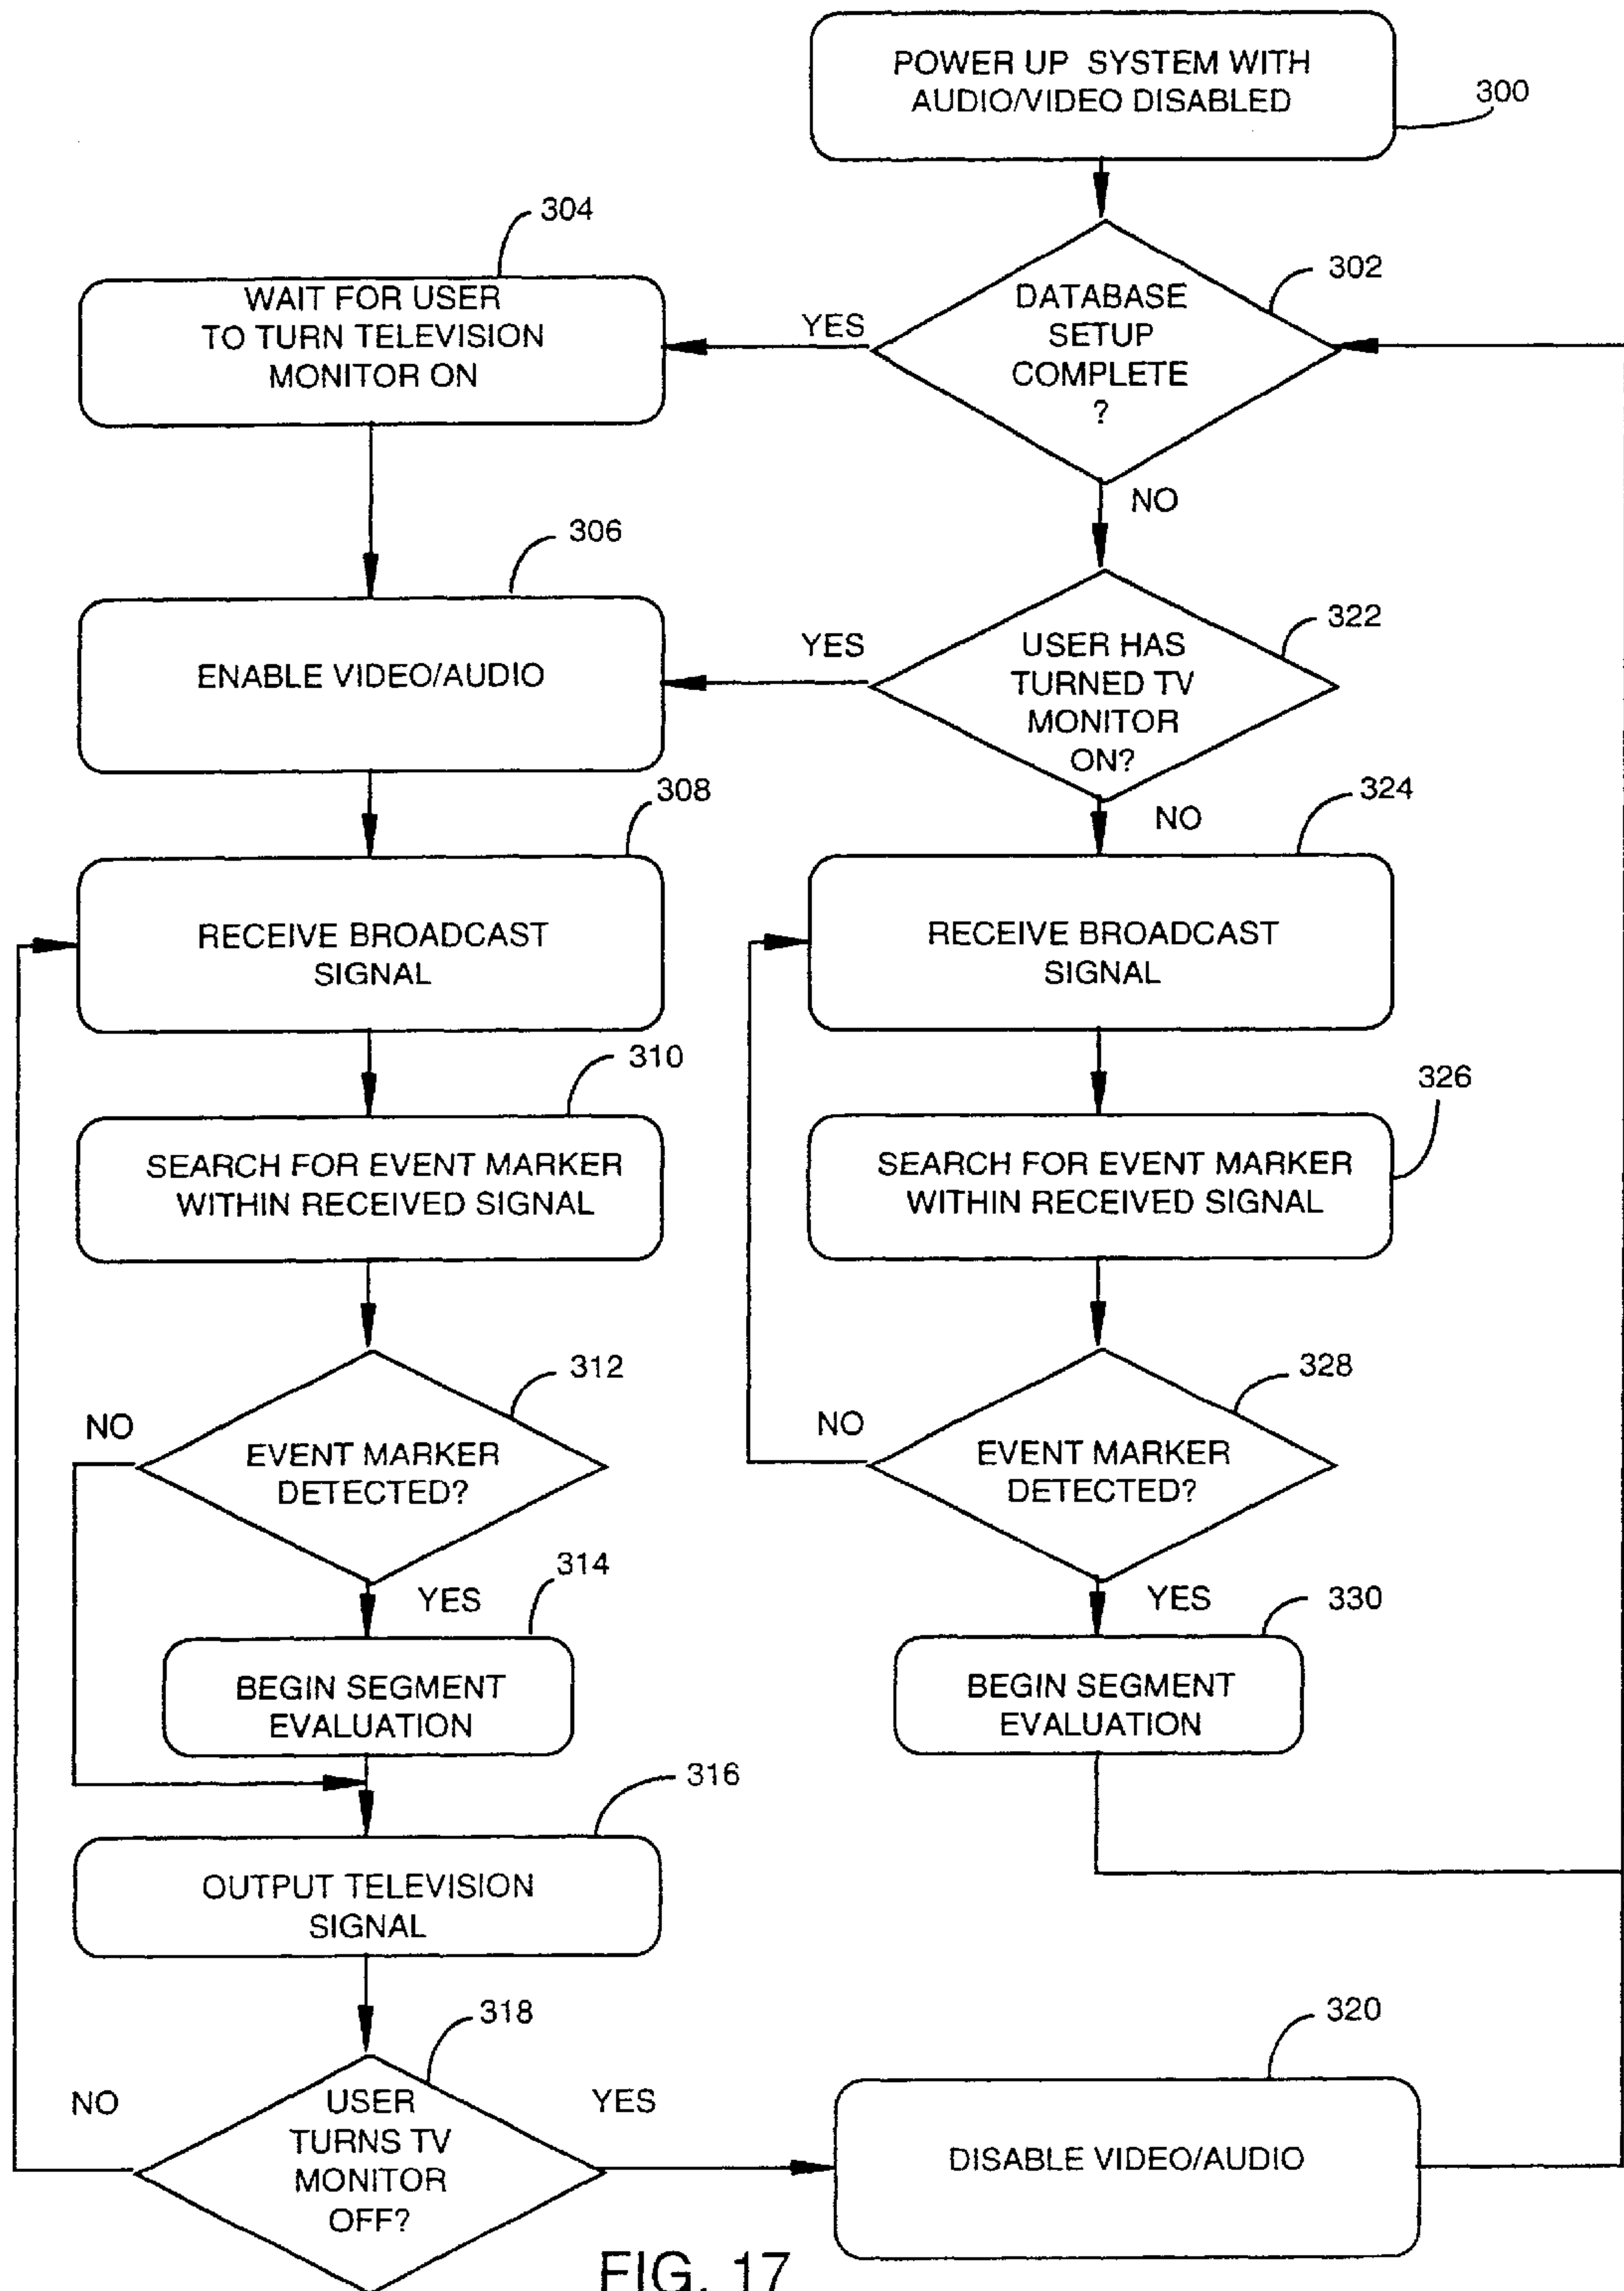 POWER UP SYSTEM WITH
AUDIO/VIDEO DISABLED
300
304
WAIT FOR USER
TO TURN TELEVISION
MONITOR ON
YES
DATABASE
SETUP
COMPLETE
?
302
NO
306
ENABLE VIDEO/AUDIO
YES
USER HAS
TURNED TV
MONITOR
ON?
322
NO
308
RECEIVE BROADCAST
SIGNAL
324
RECEIVE BROADCAST
SIGNAL
310
SEARCH FOR EVENT MARKER
WITHIN RECEIVED SIGNAL
326
SEARCH FOR EVENT MARKER
WITHIN RECEIVED SIGNAL
312
NO
EVENT MARKER
DETECTED?
YES
328
NO
EVENT MARKER
DETECTED?
YES
314
BEGIN SEGMENT
EVALUATION
330
BEGIN SEGMENT
EVALUATION
316
OUTPUT TELEVISION
SIGNAL
318
NO
USER
TURNS TV
MONITOR
OFF?
YES
320
DISABLE VIDEO/AUDIO
FIG. 17